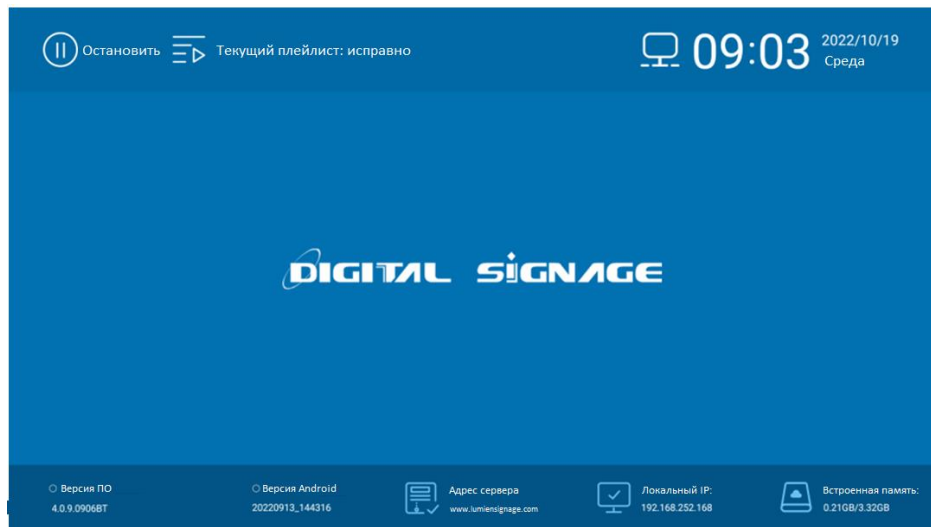 Остановить
Текущий плейлист: исправно
09:03
2022/10/19
Среда
DIGITAL SIGNAGE
Версия ПО
4.0.9.0906BT
Версия Android
20220913_144316
Адрес сервера
www.lumiensignage.com
Локальный IP:
192.168.252.168
Встроенная память:
0.21GB/3.32GB